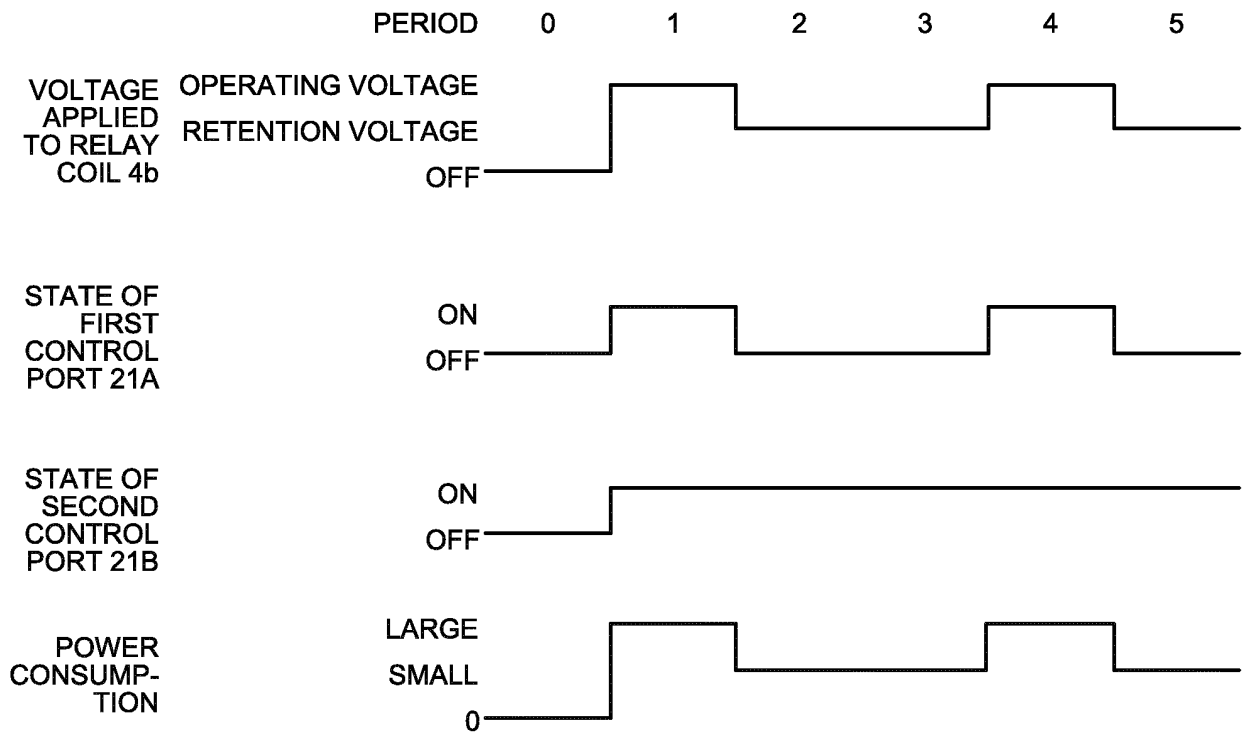 PERIOD 0 1 2 3 4 5
VOLTAGE
APPLIED
TO RELAY
COIL 4b
OPERATING VOLTAGE
RETENTION VOLTAGE
OFF
STATE OF
FIRST
CONTROL
PORT 21A
ON
OFF
STATE OF
SECOND
CONTROL
PORT 21B
ON
OFF
POWER
CONSUMP-
TION
LARGE
SMALL
0